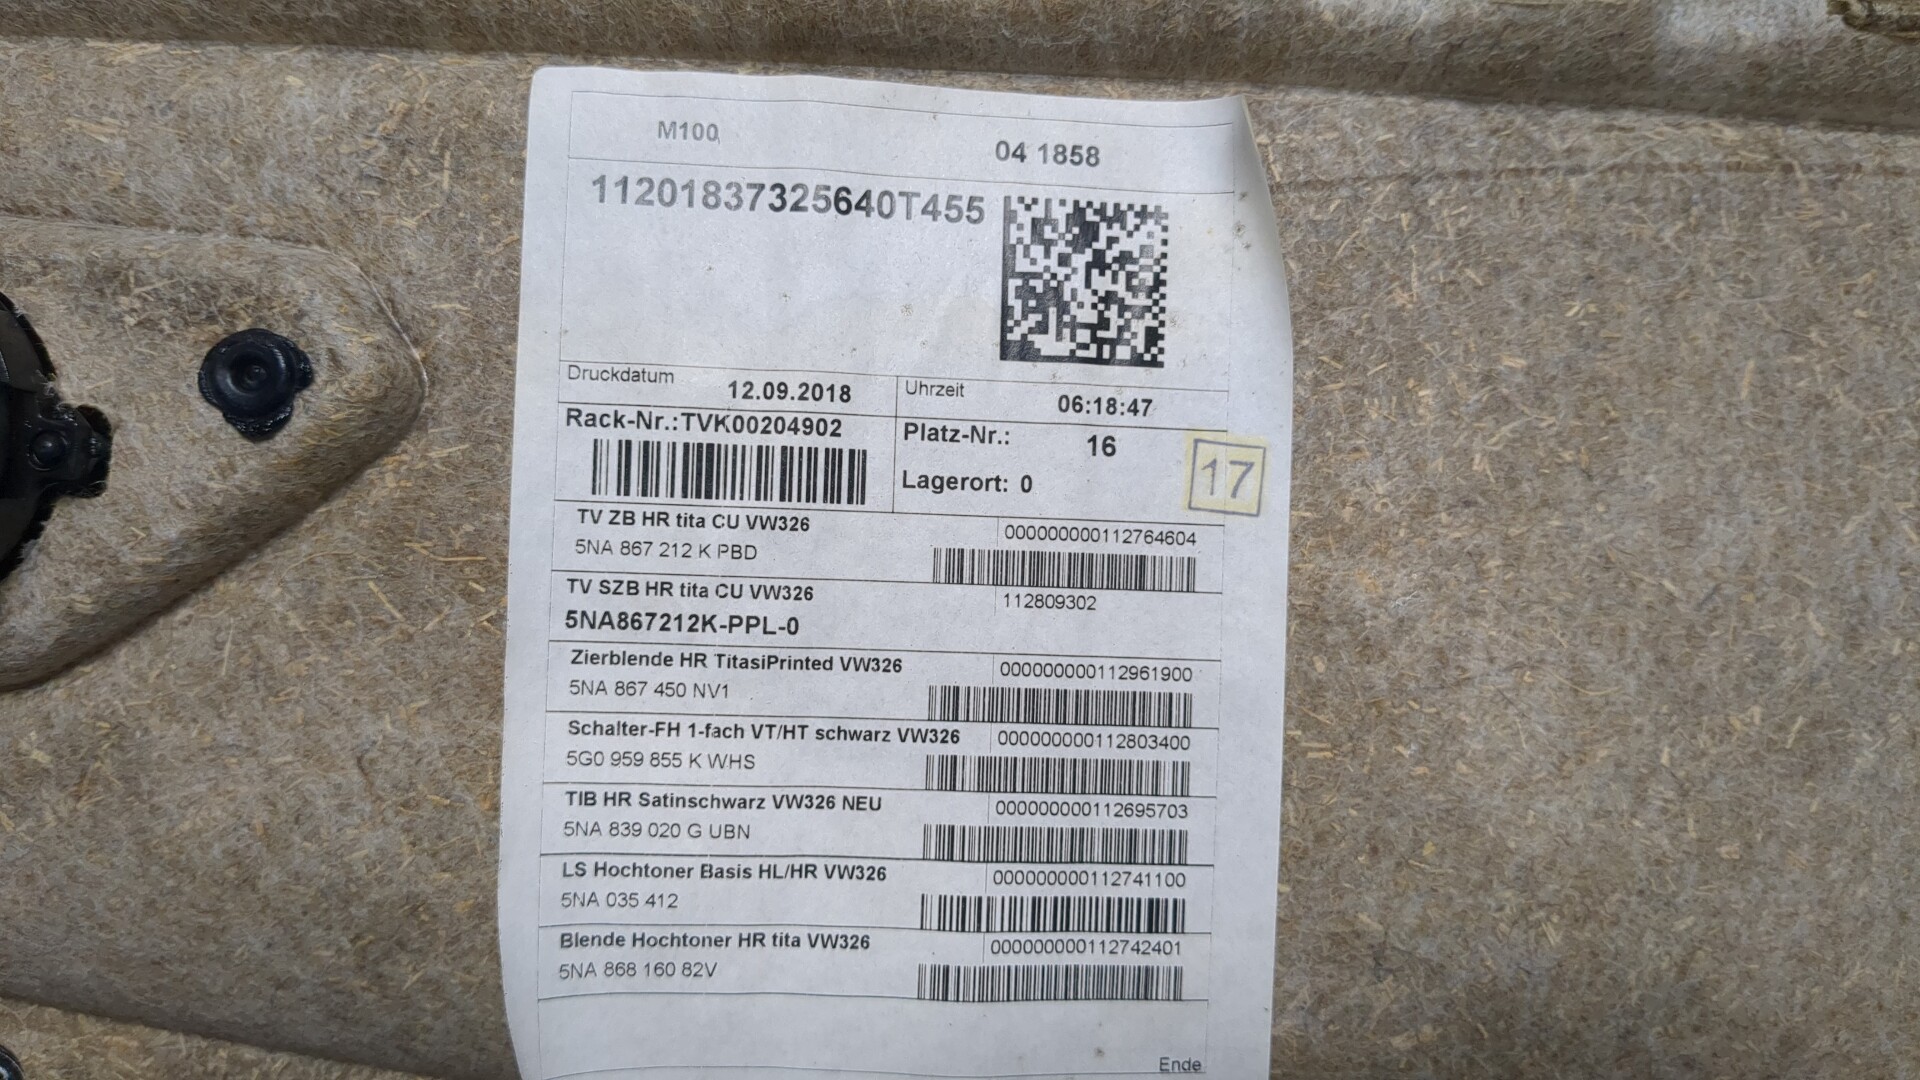 M100
04 1858
11201837325640T455
Druckdatum 12.09.2018
Uhrzeit 06:18:47
Rack-Nr.:TVK00204902
Platz-Nr.: 16
17
Lagerort: 0
TV ZB HR tita CU VW326
000000000112764604
5NA 867 212 K PBD
TV SZB HR tita CU VW326
112809302
5NA867212K-PPL-0
Zierblende HR TitasiPrinted VW326
000000000112961900
5NA 867 450 NV1
Schalter-FH 1-fach VT/HT schwarz VW326
000000000112803400
5G0 959 855 K WHS
TIB HR Satinschwarz VW326 NEU
000000000112695703
5NA 839 020 G UBN
LS Hochtoner Basis HL/HR VW326
000000000112741100
5NA 035 412
Blende Hochtoner HR tita VW326
000000000112742401
5NA 868 160 82V
Ende